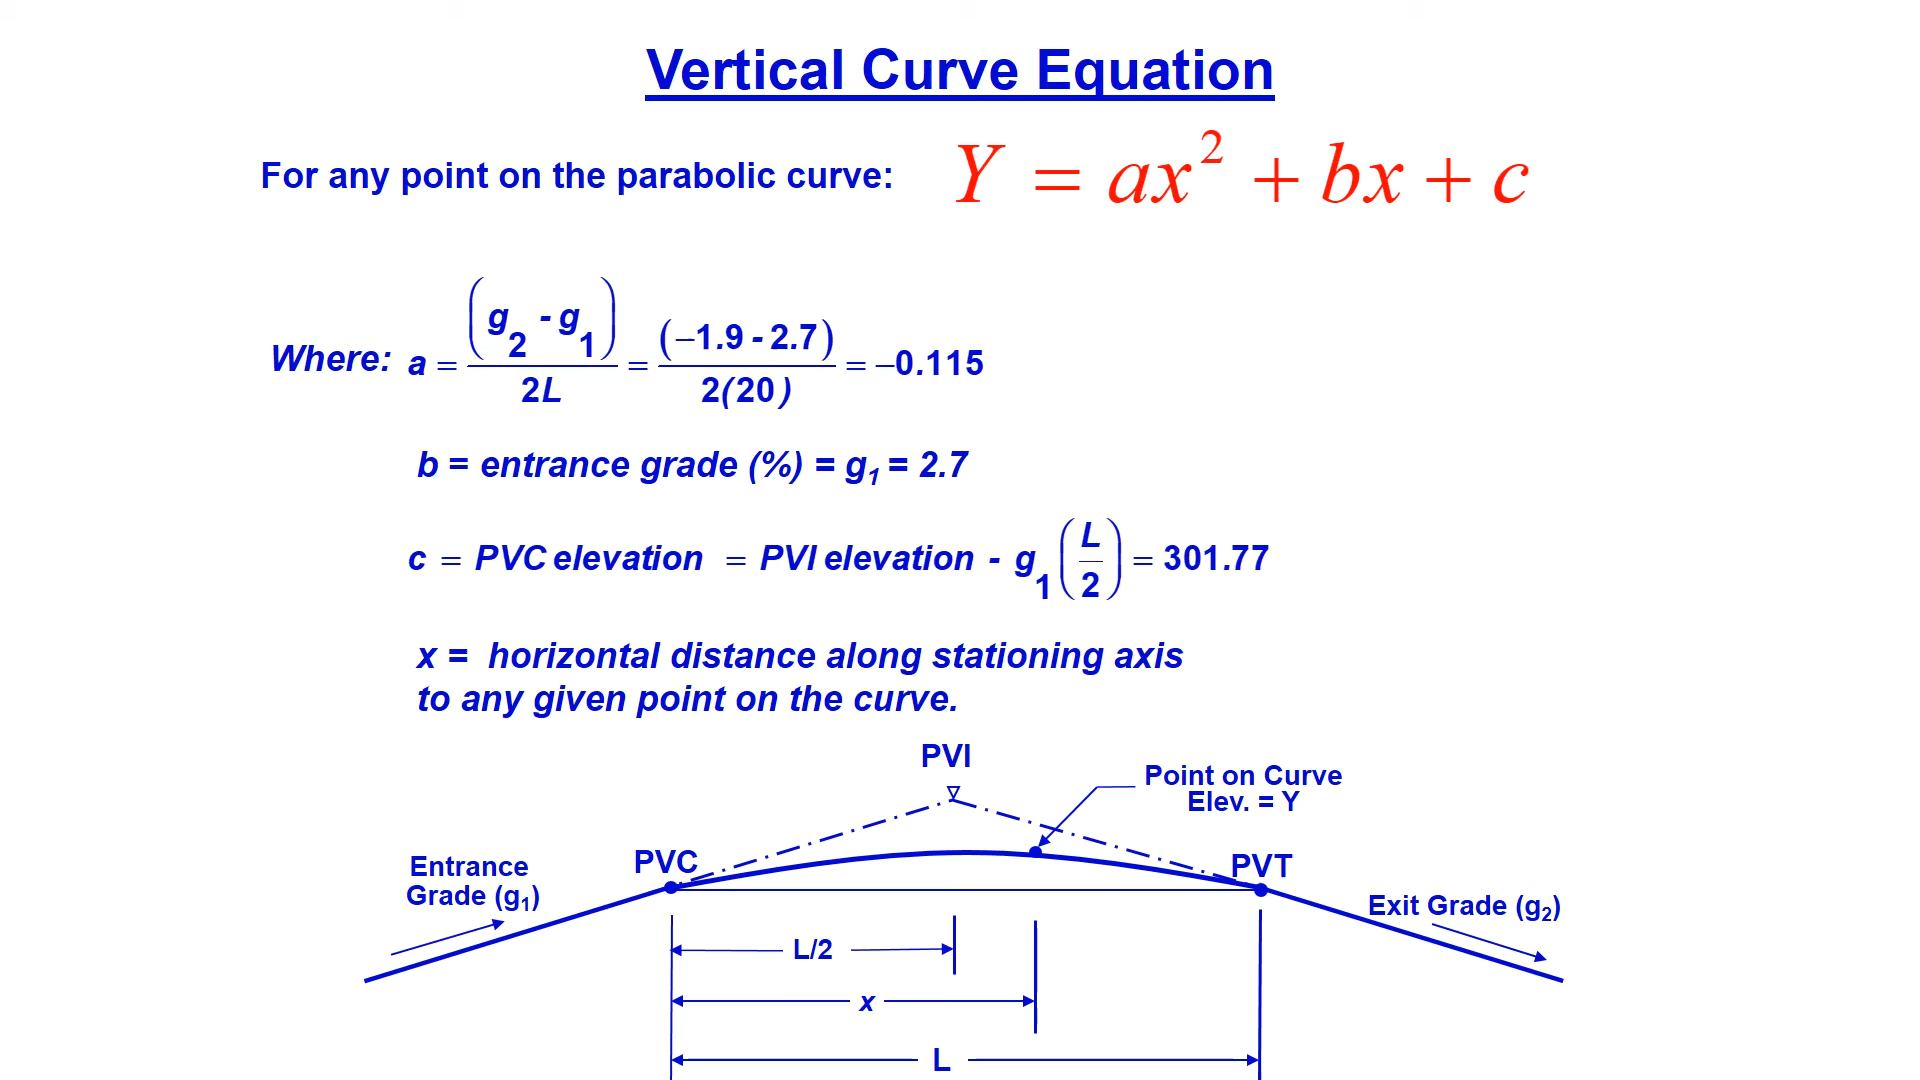 Vertical Curve Equation
For any point on the parabolic curve: Y = ax² + bx + c
Where: a = (g₂ - g₁) / 2L = (−1.9 - 2.7) / 2(20) = −0.115
b = entrance grade (%) = g₁ = 2.7
c = PVC elevation = PVI elevation - g₁ (L/2) = 301.77
x = horizontal distance along stationing axis
to any given point on the curve.
PVI
Point on Curve
Elev. = Y
PVC
PVT
Entrance
Grade (g₁)
Exit Grade (g₂)
L/2
x
L